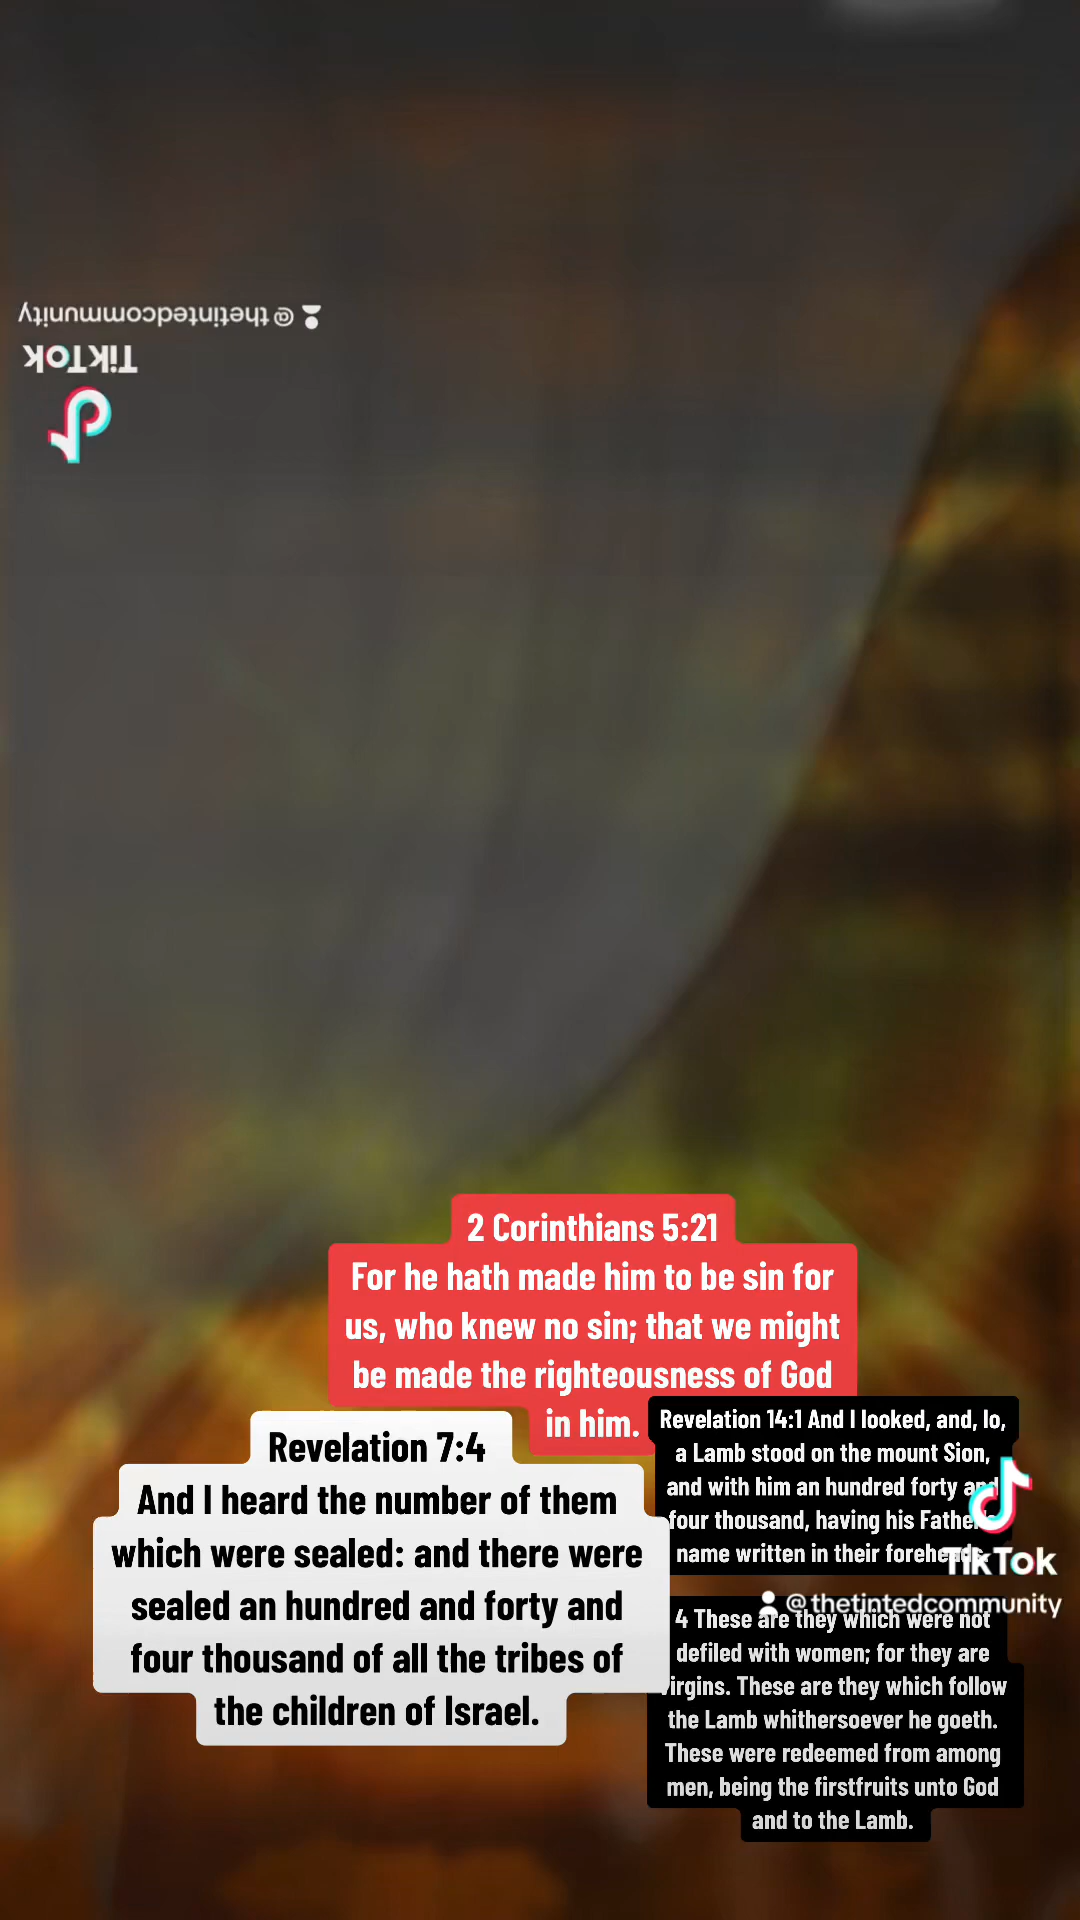 @thetintedcommunity
TikTok
2 Corinthians 5:21
For he hath made him to be sin for
us, who knew no sin; that we might
be made the righteousness of God
in him.
Revelation 7:4
And I heard the number of them
which were sealed: and there were
sealed an hundred and forty and
four thousand of all the tribes of
the children of Israel.
Revelation 14:1 And I looked, and, lo,
a Lamb stood on the mount Sion,
and with him an hundred forty and
four thousand, having his Father's
name written in their foreheads.
TikTok
@thetintedcommunity
4 These are they which were not
defiled with women; for they are
virgins. These are they which follow
the Lamb whithersoever he goeth.
These were redeemed from among
men, being the firstfruits unto God
and to the Lamb.